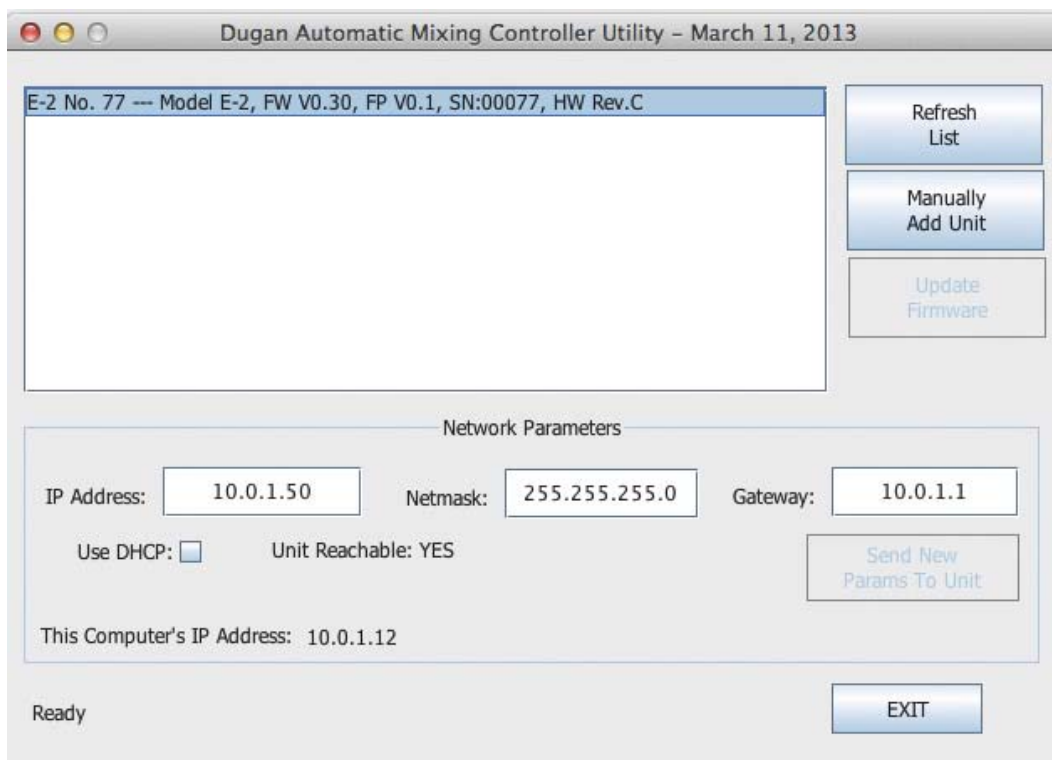 Dugan Automatic Mixing Controller Utility – March 11, 2013
E-2 No. 77 --- Model E-2, FW V0.30, FP V0.1, SN:00077, HW Rev.C
Refresh
List
Manually
Add Unit
Update
Firmware
Network Parameters
IP Address: 10.0.1.50 Netmask: 255.255.255.0 Gateway: 10.0.1.1
Use DHCP: Unit Reachable: YES
Send New
Params To Unit
This Computer's IP Address: 10.0.1.12
Ready
EXIT